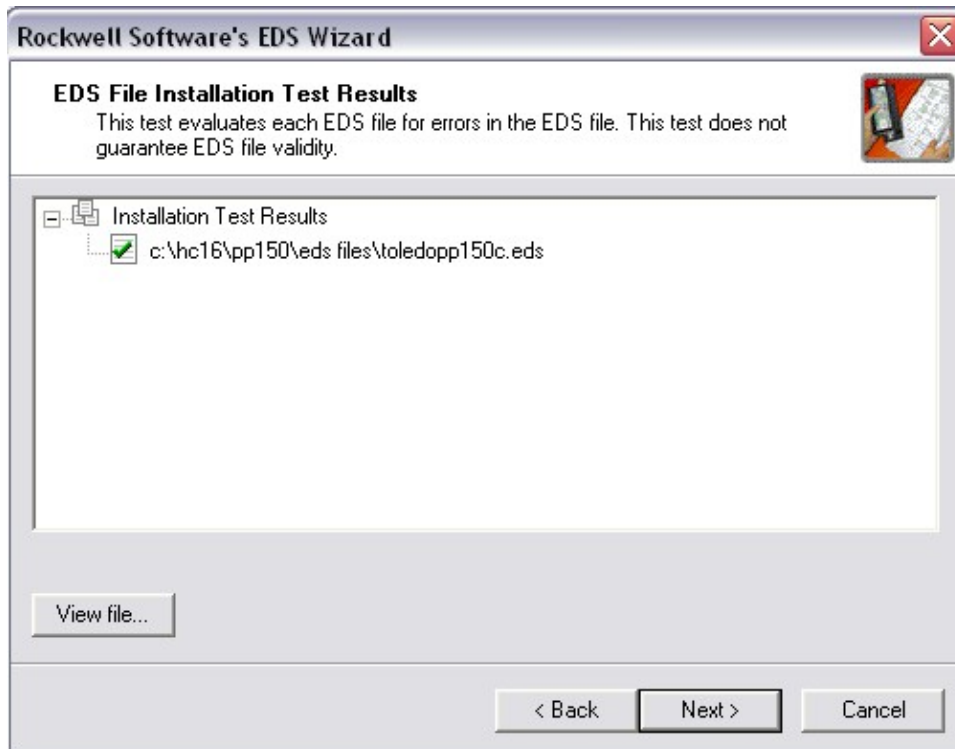 Rockwell Software's EDS Wizard
EDS File Installation Test Results
This test evaluates each EDS file for errors in the EDS file. This test does not
guarantee EDS file validity.
Installation Test Results
c:\hc16\pp150\eds files\toledopp150c.eds
View file...
< Back
Next >
Cancel